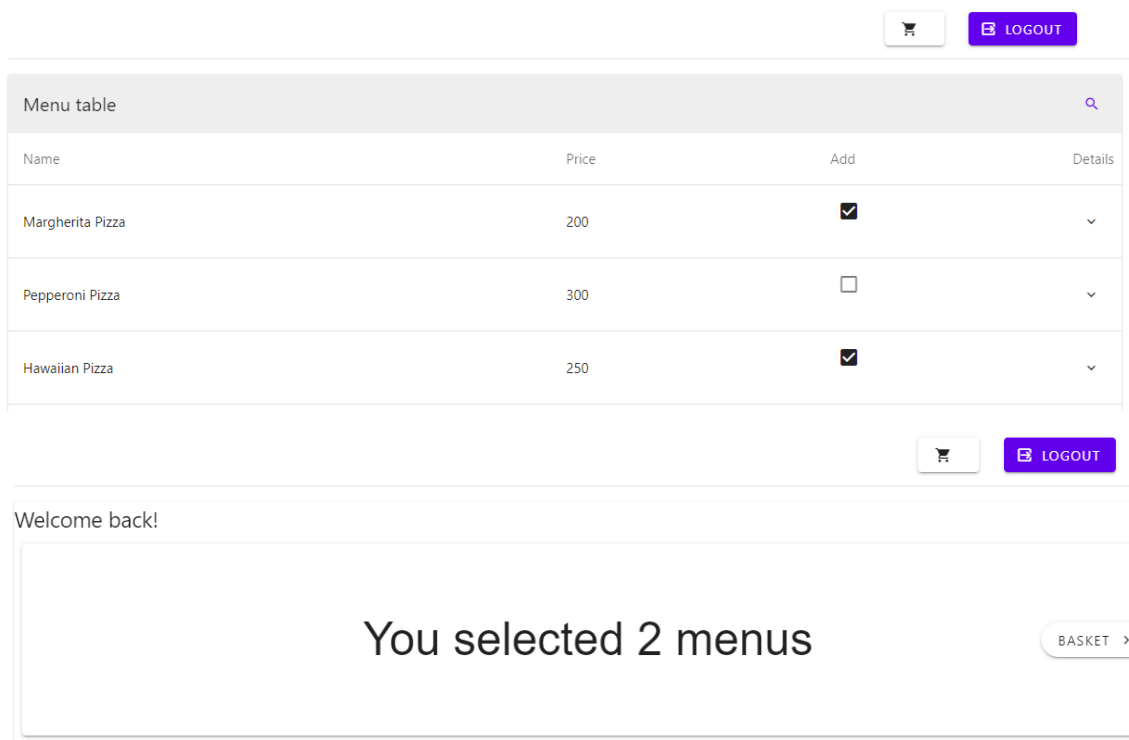 LOGOUT
Menu table
Name Price Add Details
Margherita Pizza 200
Pepperoni Pizza 300
Hawaiian Pizza 250
LOGOUT
Welcome back!
You selected 2 menus
BASKET